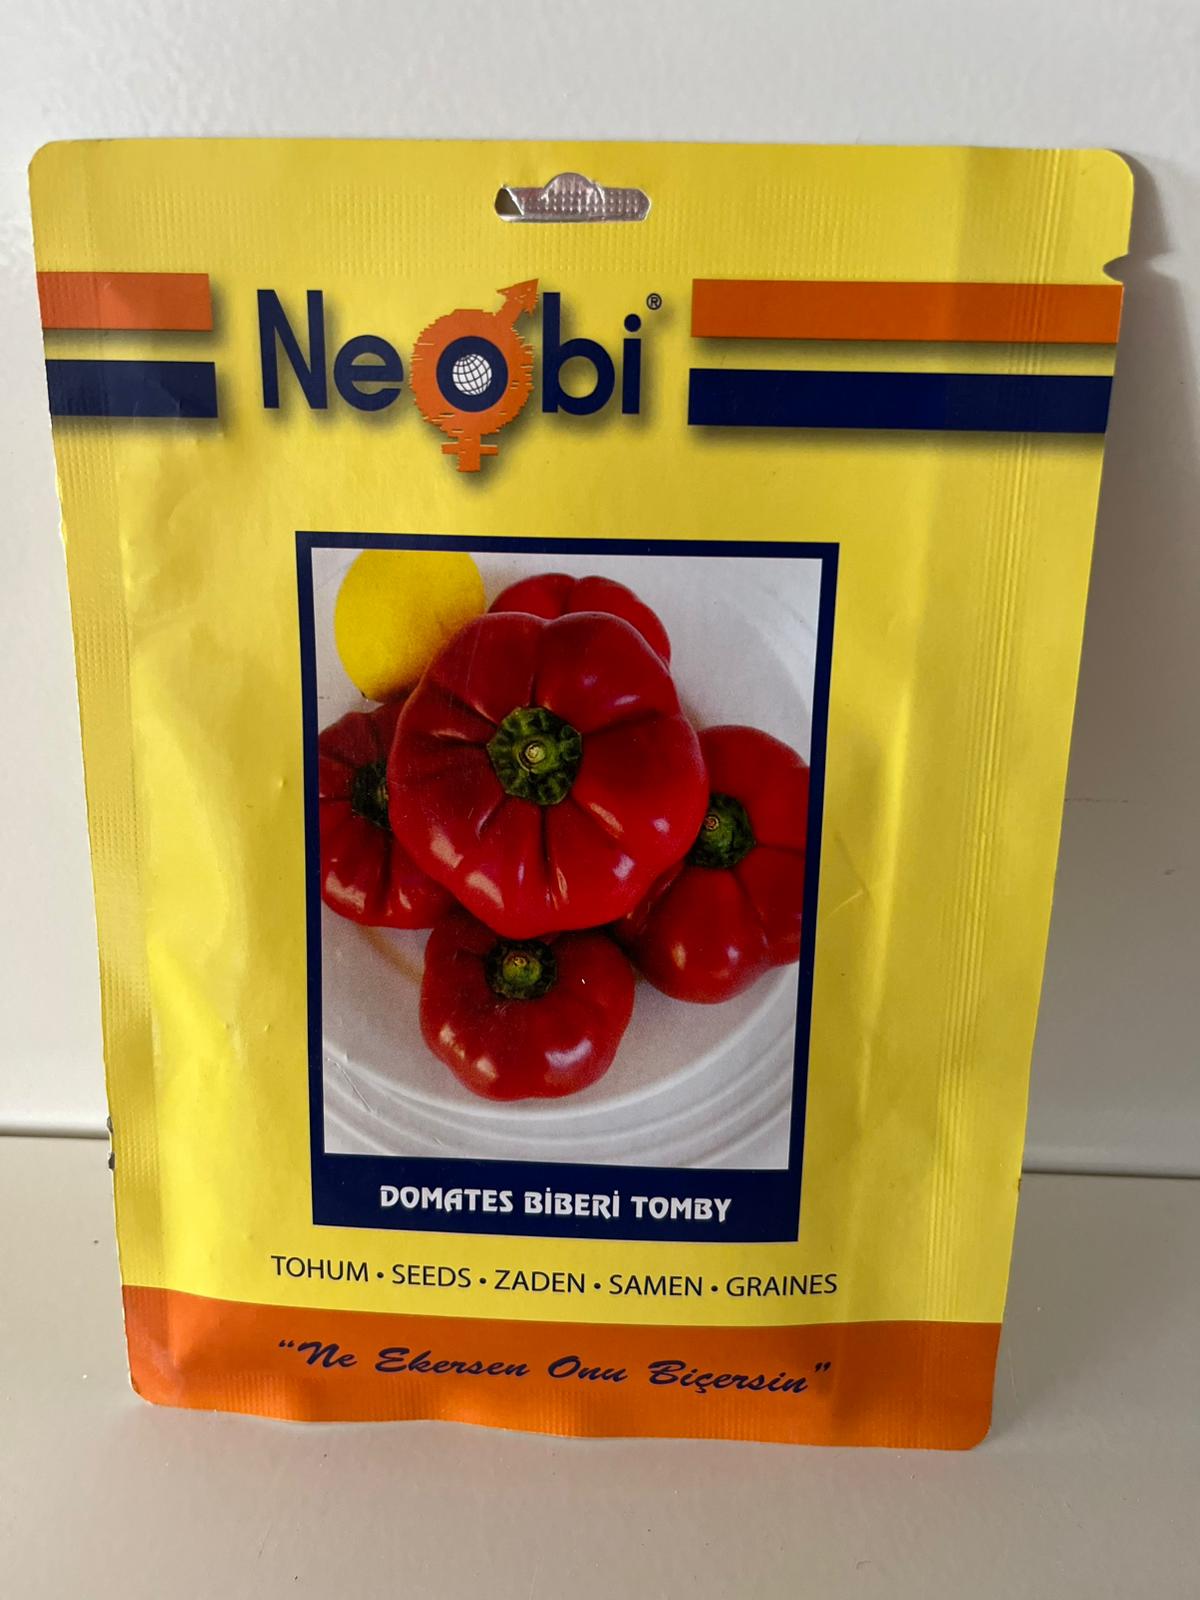 Neobi®
DOMATES BİBERİ TOMBY
TOHUM • SEEDS • ZADEN • SAMEN • GRAINES
“Ne Ekersen Onu Biçersin”